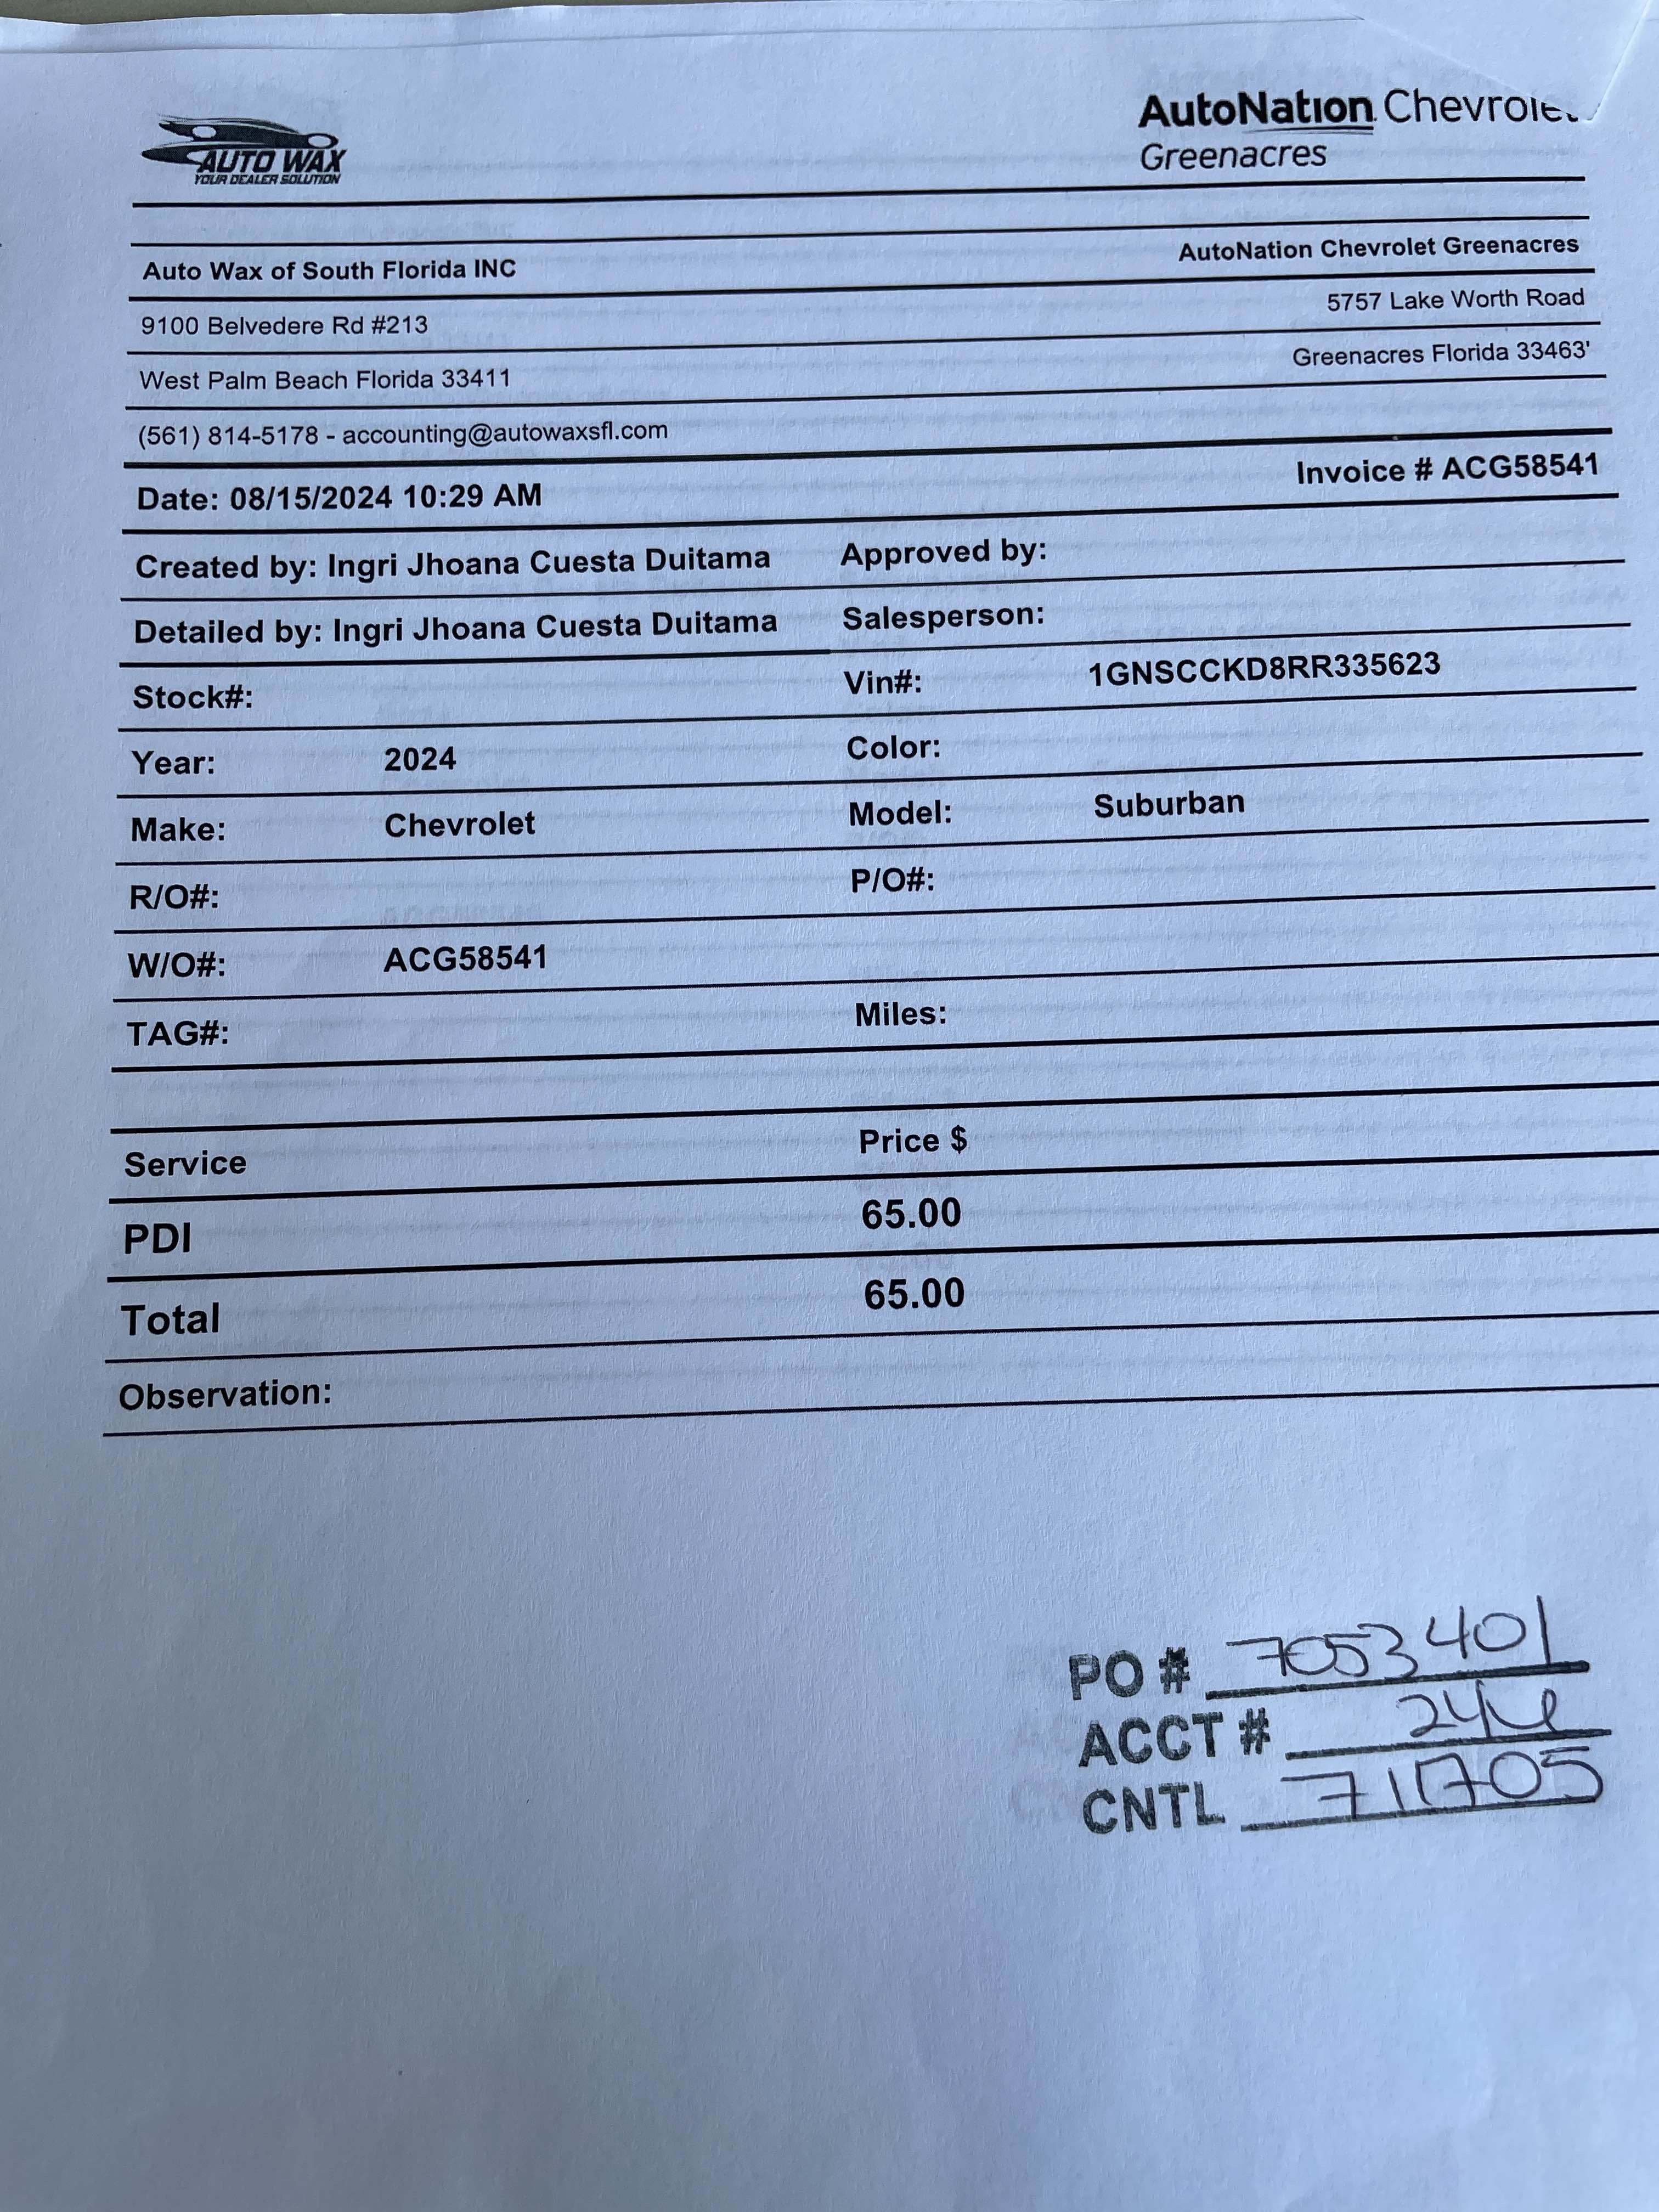 AUTO WAX
YOUR DEALER SOLUTION
AutoNation Chevrolet
Greenacres
Auto Wax of South Florida INC
AutoNation Chevrolet Greenacres
9100 Belvedere Rd #213
5757 Lake Worth Road
West Palm Beach Florida 33411
Greenacres Florida 33463'
(561) 814-5178 - accounting@autowaxsfl.com
Date: 08/15/2024 10:29 AM
Invoice # ACG58541
Created by: Ingri Jhoana Cuesta Duitama
Approved by:
Detailed by: Ingri Jhoana Cuesta Duitama
Salesperson:
Stock#:
Vin#: 1GNSCCKD8RR335623
Year: 2024
Color:
Make: Chevrolet
Model: Suburban
R/O#:
P/O#:
W/O#: ACG58541
TAG#:
Miles:
Service Price $
PDI 65.00
Total 65.00
Observation:
PO # 7053401
ACCT #
CNTL 711705